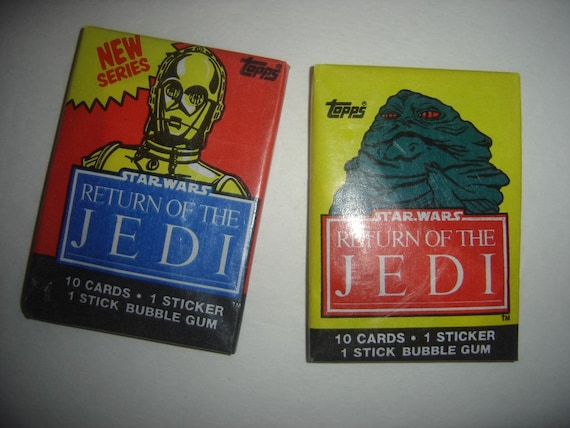 NEW
SERIES
Topps®
STAR WARS
RETURN OF THE
JEDI
TM
10 CARDS • 1 STICKER
1 STICK BUBBLE GUM
Topps®
STAR WARS
RETURN OF THE
JEDI
TM
10 CARDS • 1 STICKER
1 STICK BUBBLE GUM